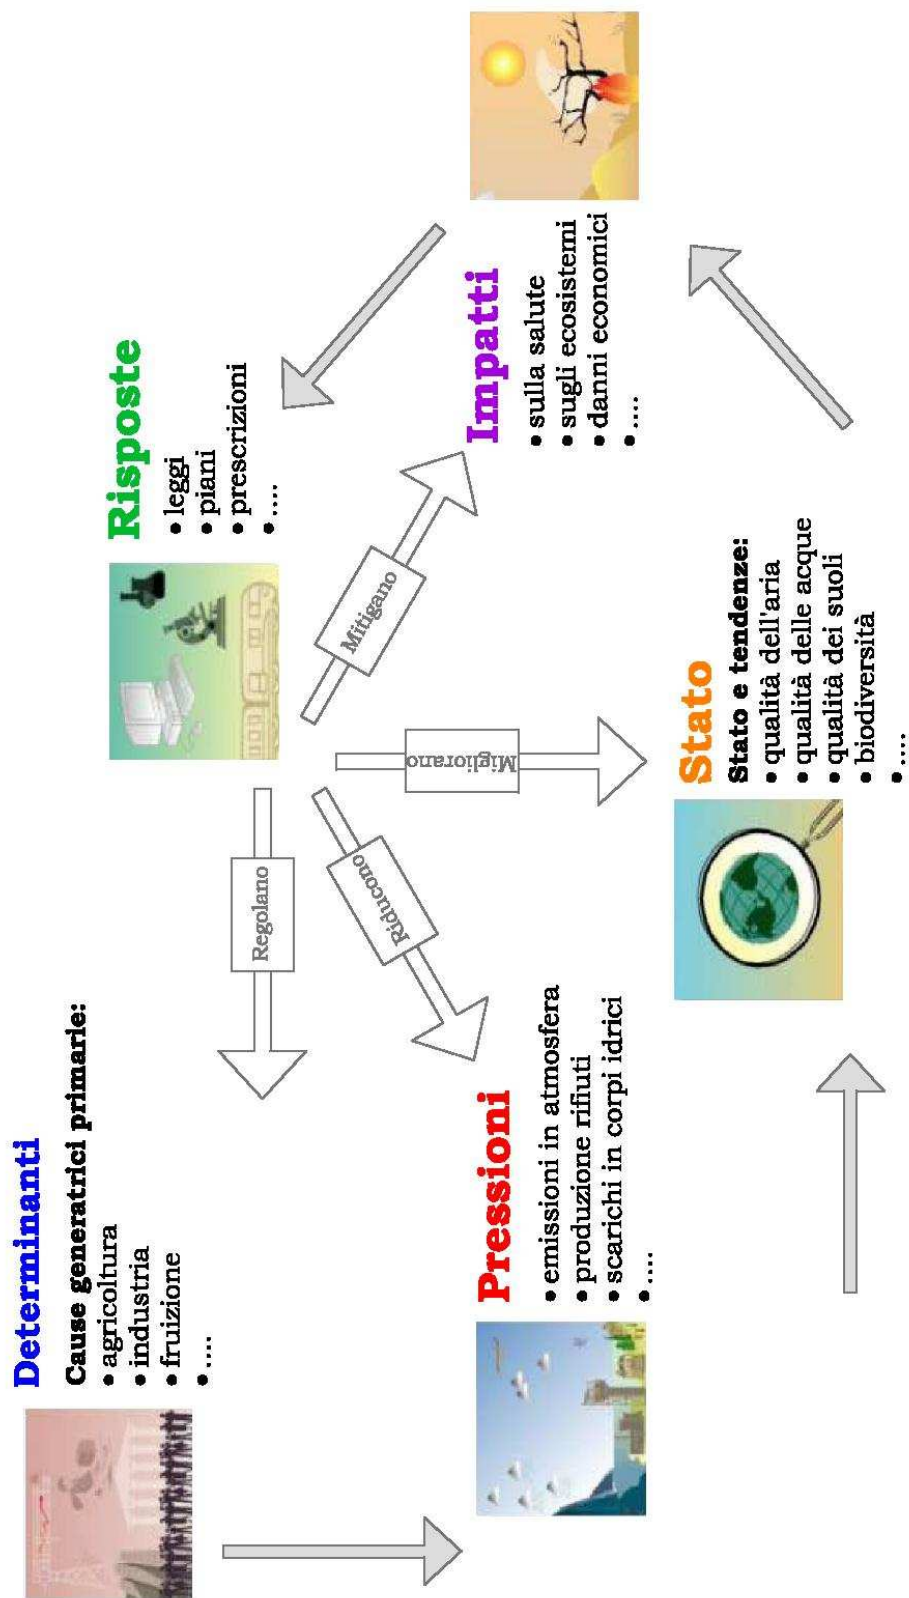 Determinanti
Cause generatrici primarie:
• agricoltura
• industria
• fruizione
• ....
Regolano
Risposte
• leggi
• piani
• prescrizioni
• ....
Riducono
Migliorano
Mitigano
Pressioni
• emissioni in atmosfera
• produzione rifiuti
• scarichi in corpi idrici
• ....
Impatti
• sulla salute
• sugli ecosistemi
• danni economici
• ....
Stato
Stato e tendenze:
• qualità dell'aria
• qualità delle acque
• qualità dei suoli
• biodiversità
• ....